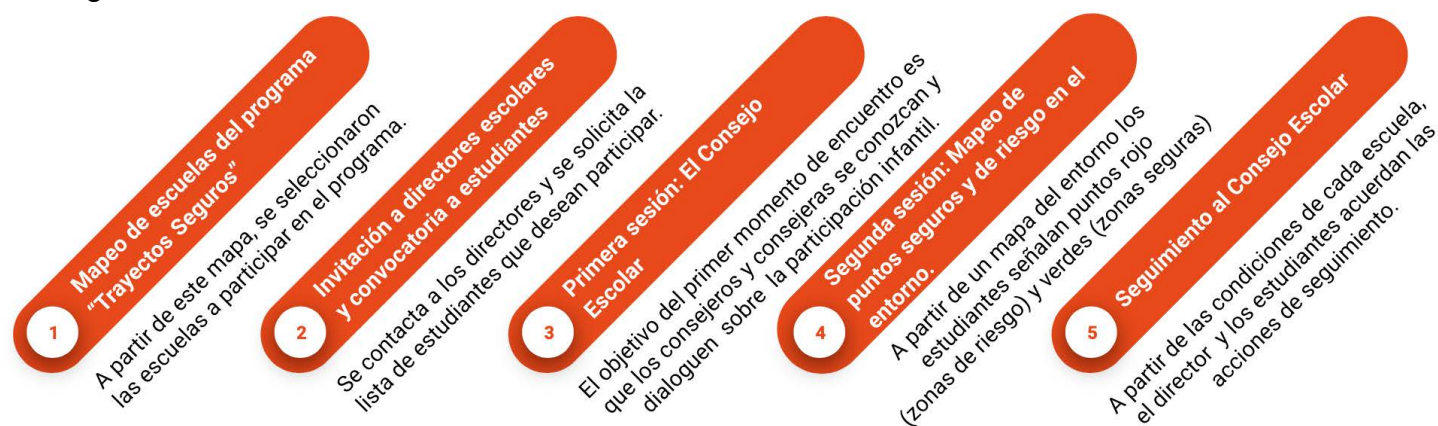 1
Mapeo de escuelas del programa
“Trayectos Seguros”
A partir de este mapa, se seleccionaron
las escuelas a participar en el programa.
2
Invitación a directores escolares
y convocatoria a estudiantes
Se contacta a los directores y se solicita la
lista de estudiantes que desean participar.
3
Primera sesión: El Consejo
Escolar
El objetivo del primer momento de encuentro es
que los consejeros y consejeras se conozcan y
dialoguen sobre la participación infantil.
4
Segunda sesión: Mapeo de
puntos seguros y de riesgo en el
entorno.
A partir de un mapa del entorno los
estudiantes señalan puntos rojo
(zonas de riesgo) y verdes (zonas seguras)
5
Seguimiento al Consejo Escolar
A partir de las condiciones de cada escuela,
el director y los estudiantes acuerdan las
acciones de seguimiento.